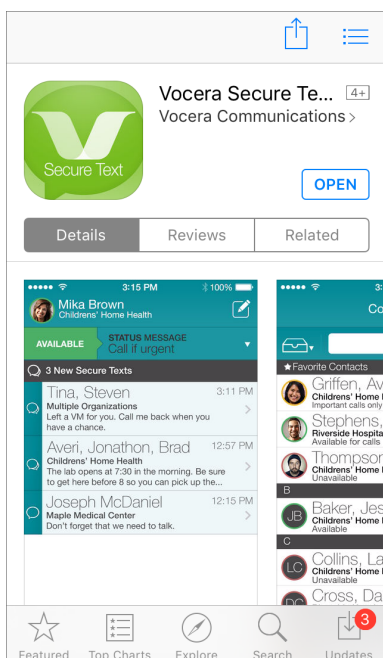 Vocera Secure Te... 4+
Vocera Communications >
Secure Text
OPEN
Details Reviews Related
3:15 PM 100%
Mika Brown
Childrens' Home Health
AVAILABLE
STATUS MESSAGE
Call if urgent
3 New Secure Texts
Tina, Steven 3:11 PM
Multiple Organizations
Left a VM for you. Call me back when you
have a chance.
Averi, Jonathon, Brad 12:57 PM
Childrens' Home Health
The lab opens at 7:30 in the morning. Be sure
to get here before 8 so you can pick up the...
Joseph McDaniel 12:15 PM
Maple Medical Center
Don't forget that we need to talk.
3:
Co
Favorite Contacts
Griffen, Av
Childrens' Home
Important calls only
Stephens,
Riverside Hospita
Available for calls
Thompson
Childrens' Home
Unavailable
B
JB Baker, Jes
Childrens' Home
Available
C
LC Collins, La
Childrens' Home
Unavailable
DC Cross, Da
Featured Top Charts Explore Search Updates
3